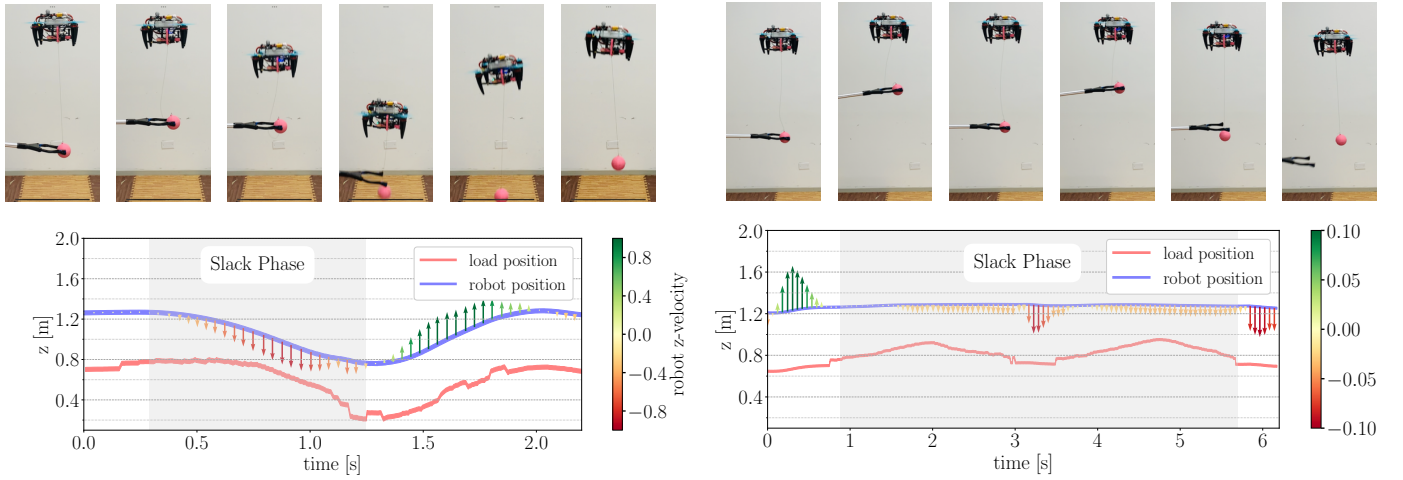 2.0
1.6
1.2
0.8
0.4
z [m]
Slack Phase
load position
robot position
0.0
0.5
1.0
1.5
2.0
time [s]
0.8
0.4
0.0
−0.4
−0.8
robot z-velocity
2.0
1.6
1.2
0.8
0.4
z [m]
Slack Phase
load position
robot position
0
1
2
3
4
5
6
time [s]
0.10
0.05
0.00
−0.05
−0.10